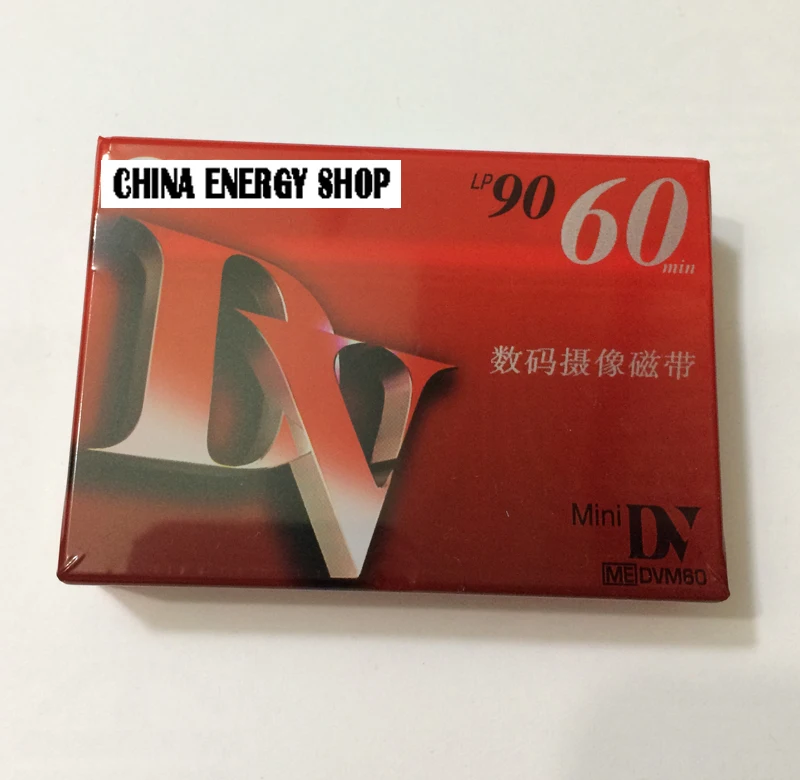 CHINA ENERGY SHOP
LP90 60min
DV
数码摄像磁带
Mini DV
ME DVM60